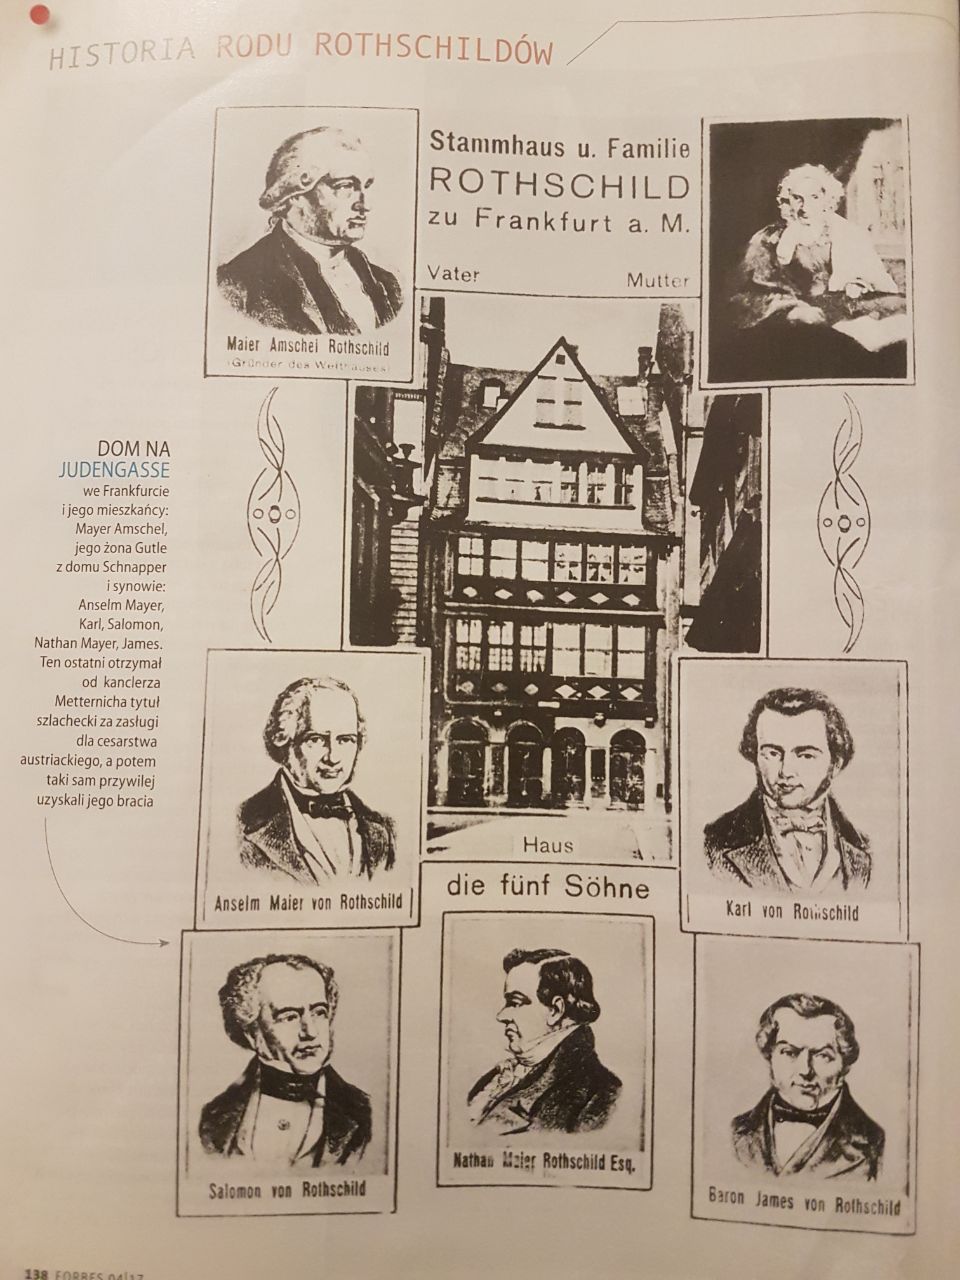 HISTORIA RODU ROTHSCHILDÓW
Stammhaus u. Familie
ROTHSCHILD
zu Frankfurt a. M.
Vater
Mutter
Maier Amschel Rothschild
(Gründer des Welthauses)
DOM NA
JUDENGASSE
we Frankfurcie
i jego mieszkańcy:
Mayer Amschel,
jego żona Gutle
z domu Schnapper
i synowie:
Anselm Mayer,
Karl, Salomon,
Nathan Mayer, James.
Ten ostatni otrzymał
od kanclerza
Metternicha tytuł
szlachecki za zasługi
dla cesarstwa
austriackiego, a potem
taki sam przywilej
uzyskali jego bracia
Haus
die fünf Söhne
Anselm Maier von Rothschild
Karl von Rothschild
Salomon von Rothschild
Nathan Maier Rothschild Esq.
Baron James von Rothschild
138 FORBES 04|17